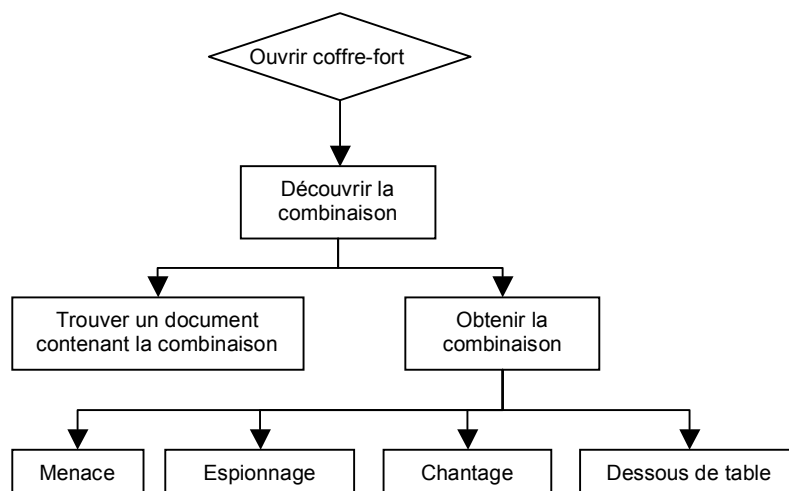 Ouvrir coffre-fort
Découvrir la
combinaison
Trouver un document
contenant la combinaison
Obtenir la
combinaison
Menace
Espionnage
Chantage
Dessous de table